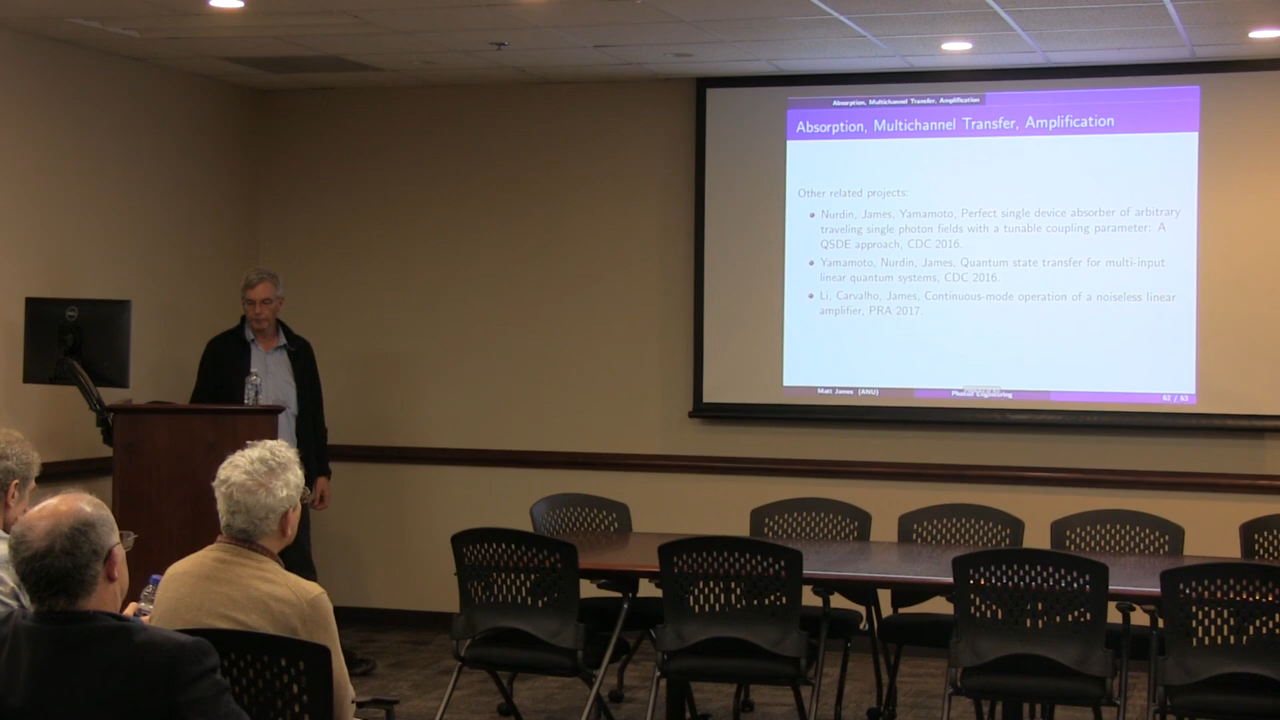 Absorption, Multichannel Transfer, Amplification
Absorption, Multichannel Transfer, Amplification
Other related projects:
Nurdin, James, Yamamoto, Perfect single device absorber of arbitrary
traveling single photon fields with a tunable coupling parameter: A
QSDE approach, CDC 2016.
Yamamoto, Nurdin, James, Quantum state transfer for multi-input
linear quantum systems, CDC 2016.
Li, Carvalho, James, Continuous-mode operation of a noiseless linear
amplifier, PRA 2017.
Matt James (ANU)
Photon Engineering
62 / 63
DELL